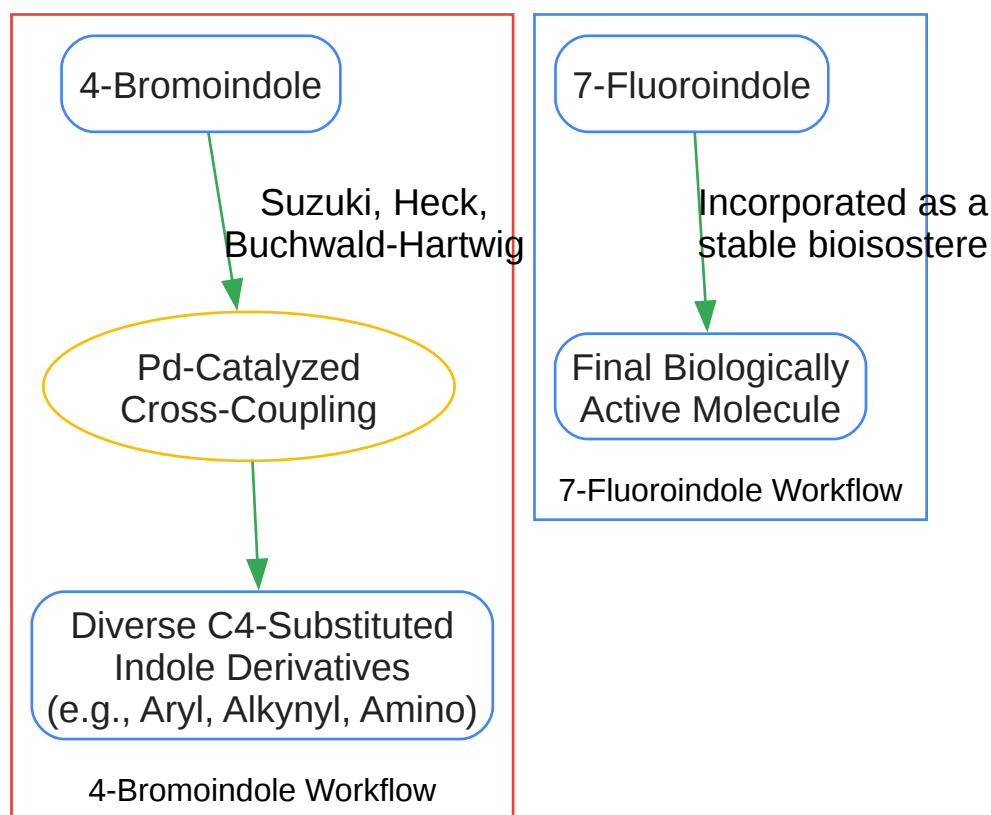 4-Bromoindole
Suzuki, Heck,
Buchwald-Hartwig
Pd-Catalyzed
Cross-Coupling
Diverse C4-Substituted
Indole Derivatives
(e.g., Aryl, Alkynyl, Amino)
4-Bromoindole Workflow
7-Fluoroindole
Incorporated as a
stable bioisostere
Final Biologically
Active Molecule
7-Fluoroindole Workflow